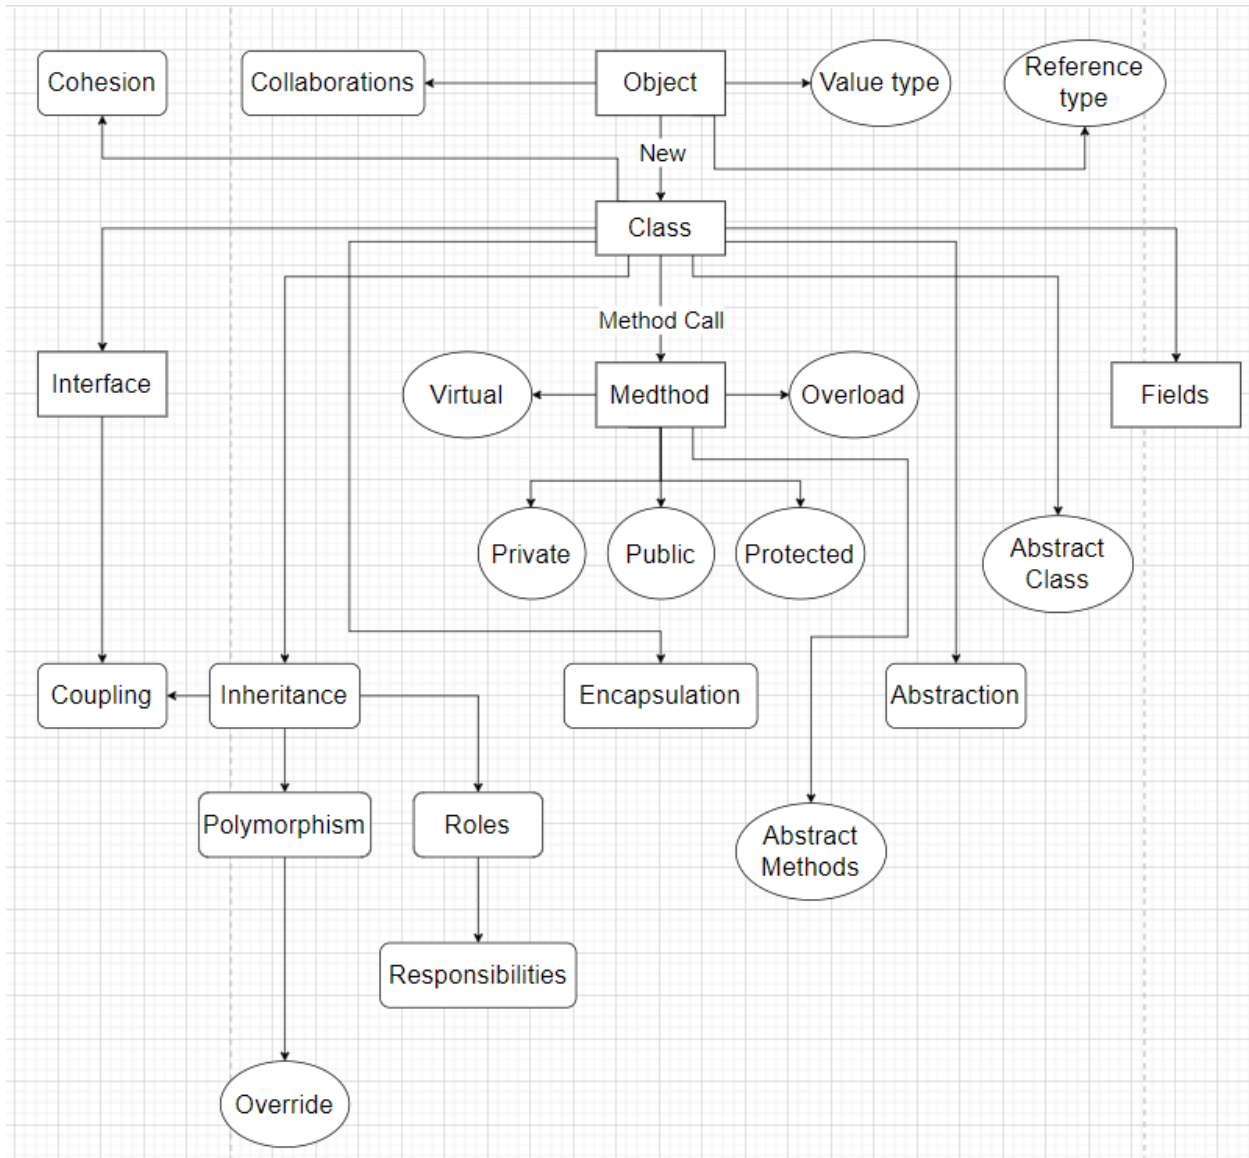 Cohesion
Collaborations
Object
Value type
Reference
type
New
Class
Method Call
Interface
Virtual
Medthod
Overload
Fields
Private
Public
Protected
Abstract
Class
Coupling
Inheritance
Encapsulation
Abstraction
Polymorphism
Roles
Abstract
Methods
Responsibilities
Override